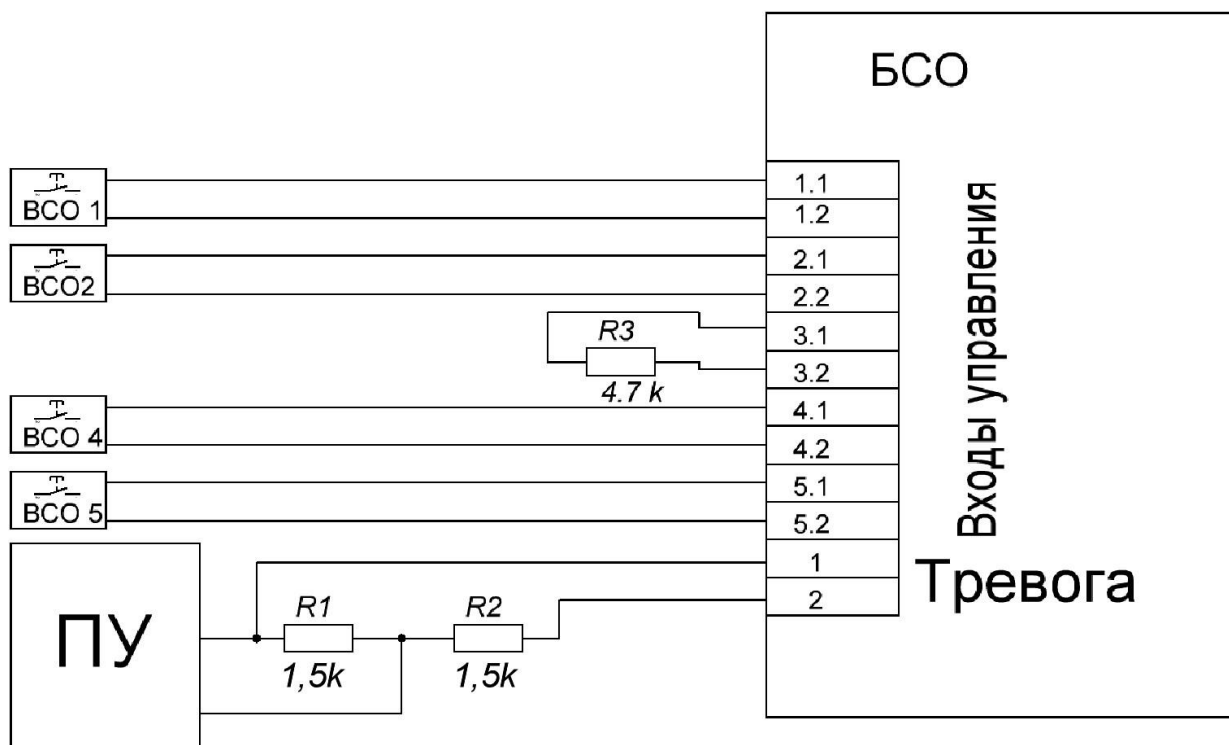 БСО
ВСО 1
ВСО2
ВСО 4
ВСО 5
ПУ
R3
4.7 k
R1
1,5k
R2
1,5k
1.1
1.2
2.1
2.2
3.1
3.2
4.1
4.2
5.1
5.2
1
2
Входы управления
Тревога